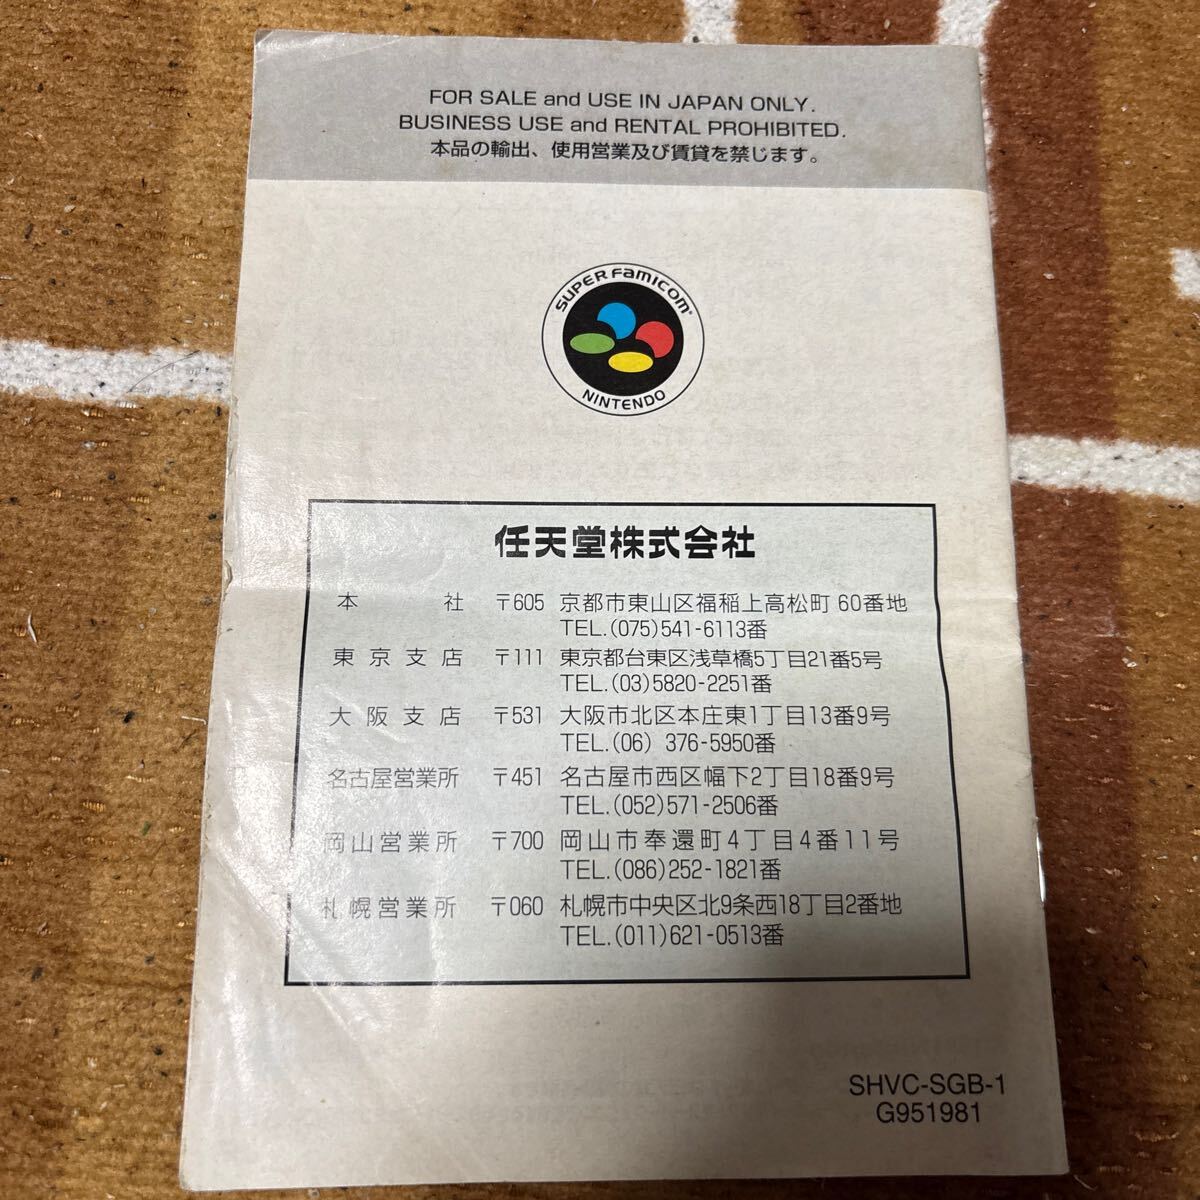 FOR SALE and USE IN JAPAN ONLY.
BUSINESS USE and RENTAL PROHIBITED.
本品の輸出、使用営業及び賃貸を禁じます。
SUPER FAMICOM
NINTENDO
任天堂株式会社
本 社 〒605 京都市東山区福稲上高松町 60番地
TEL.(075)541-6113番
東京支店 〒111 東京都台東区浅草橋5丁目21番5号
TEL.(03)5820-2251番
大阪支店 〒531 大阪市北区本庄東1丁目13番9号
TEL.(06) 376-5950番
名古屋営業所 〒451 名古屋市西区幅下2丁目18番9号
TEL.(052)571-2506番
岡山営業所 〒700 岡山市奉還町4丁目4番11号
TEL.(086)252-1821番
札幌営業所 〒060 札幌市中央区北9条西18丁目2番地
TEL.(011)621-0513番
SHVC-SGB-1
G951981